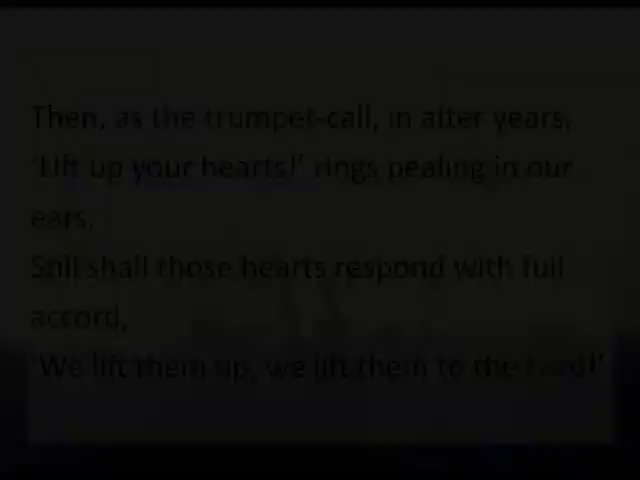 Then, as the trumpet-call, in after years,
‘Lift up your hearts!’ rings pealing in our
ears,
Still shall those hearts respond with full
accord,
‘We lift them up, we lift them to the Lord!’